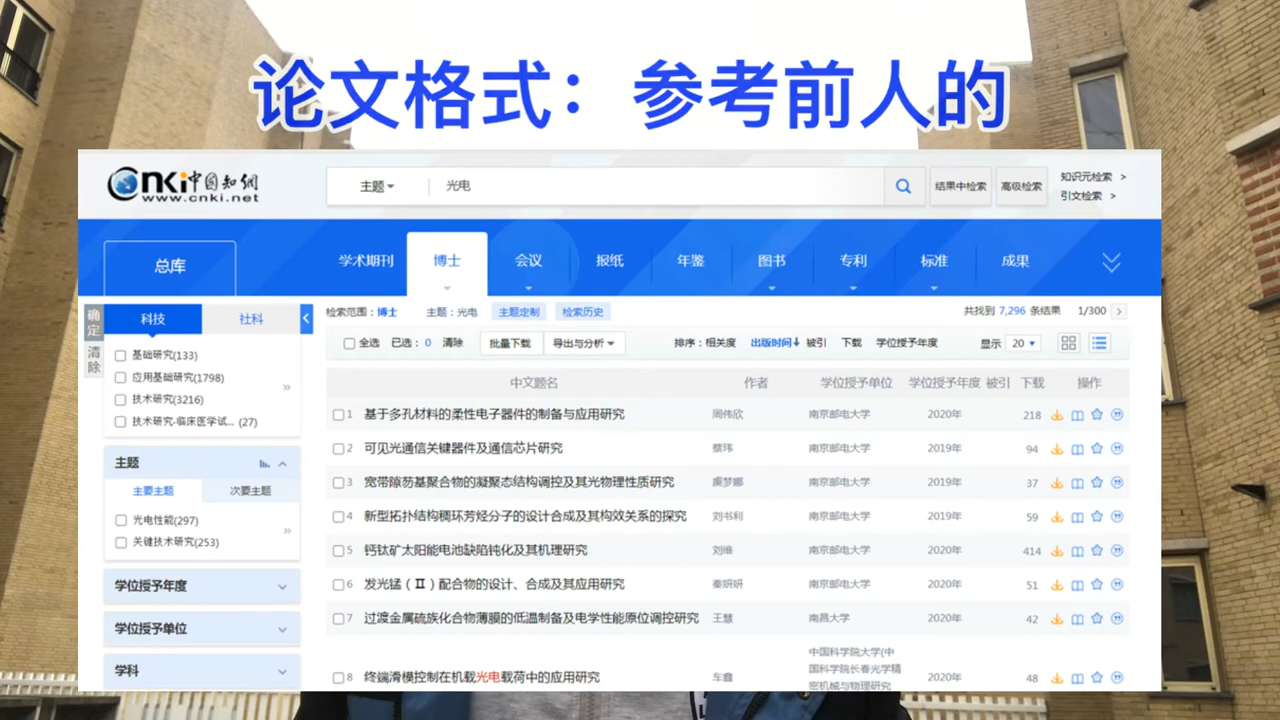 论文格式：参考前人的
cnki中国知网
www.cnki.net
主题 光电 结果中检索 高级检索 知识元检索 >
引文检索 >
总库 学术期刊 博士 会议 报纸 年鉴 图书 专利 标准 成果
确定
清除
科技 社科
基础研究(133)
应用基础研究(1798)
技术研究(3216)
技术研究-临床医学试... (27)
主题
主要主题 次要主题
光电性能(297)
关键技术研究(253)
学位授予年度
学位授予单位
学科
检索范围：博士 主题：光电 主题定制 检索历史 共找到 7,296 条结果 1/300 >
全选 已选：0 清除 批量下载 导出与分析 排序：相关度 出版时间↓ 被引 下载 学位授予年度 显示 20
中文题名 作者 学位授予单位 学位授予年度 被引 下载 操作
1 基于多孔材料的柔性电子器件的制备与应用研究 周伟欣 南京邮电大学 2020年 218
2 可见光通信关键器件及通信芯片研究 蔡玮 南京邮电大学 2019年 94
3 宽带隙芴基聚合物的凝聚态结构调控及其光物理性质研究 虞梦娜 南京邮电大学 2019年 37
4 新型拓扑结构稠环芳烃分子的设计合成及其构效关系的探究 刘书利 南京邮电大学 2019年 59
5 钙钛矿太阳能电池缺陷钝化及其机理研究 刘维 南京邮电大学 2020年 414
6 发光锰（Ⅱ）配合物的设计、合成及其应用研究 秦妍妍 南京邮电大学 2020年 51
7 过渡金属硫族化合物薄膜的低温制备及电学性能原位调控研究 王慧 南昌大学 2020年 42
8 终端滑模控制在机载光电载荷中的应用研究 车鑫 中国科学院大学(中
国科学院长春光学精
密机械与物理研究 2020年 48